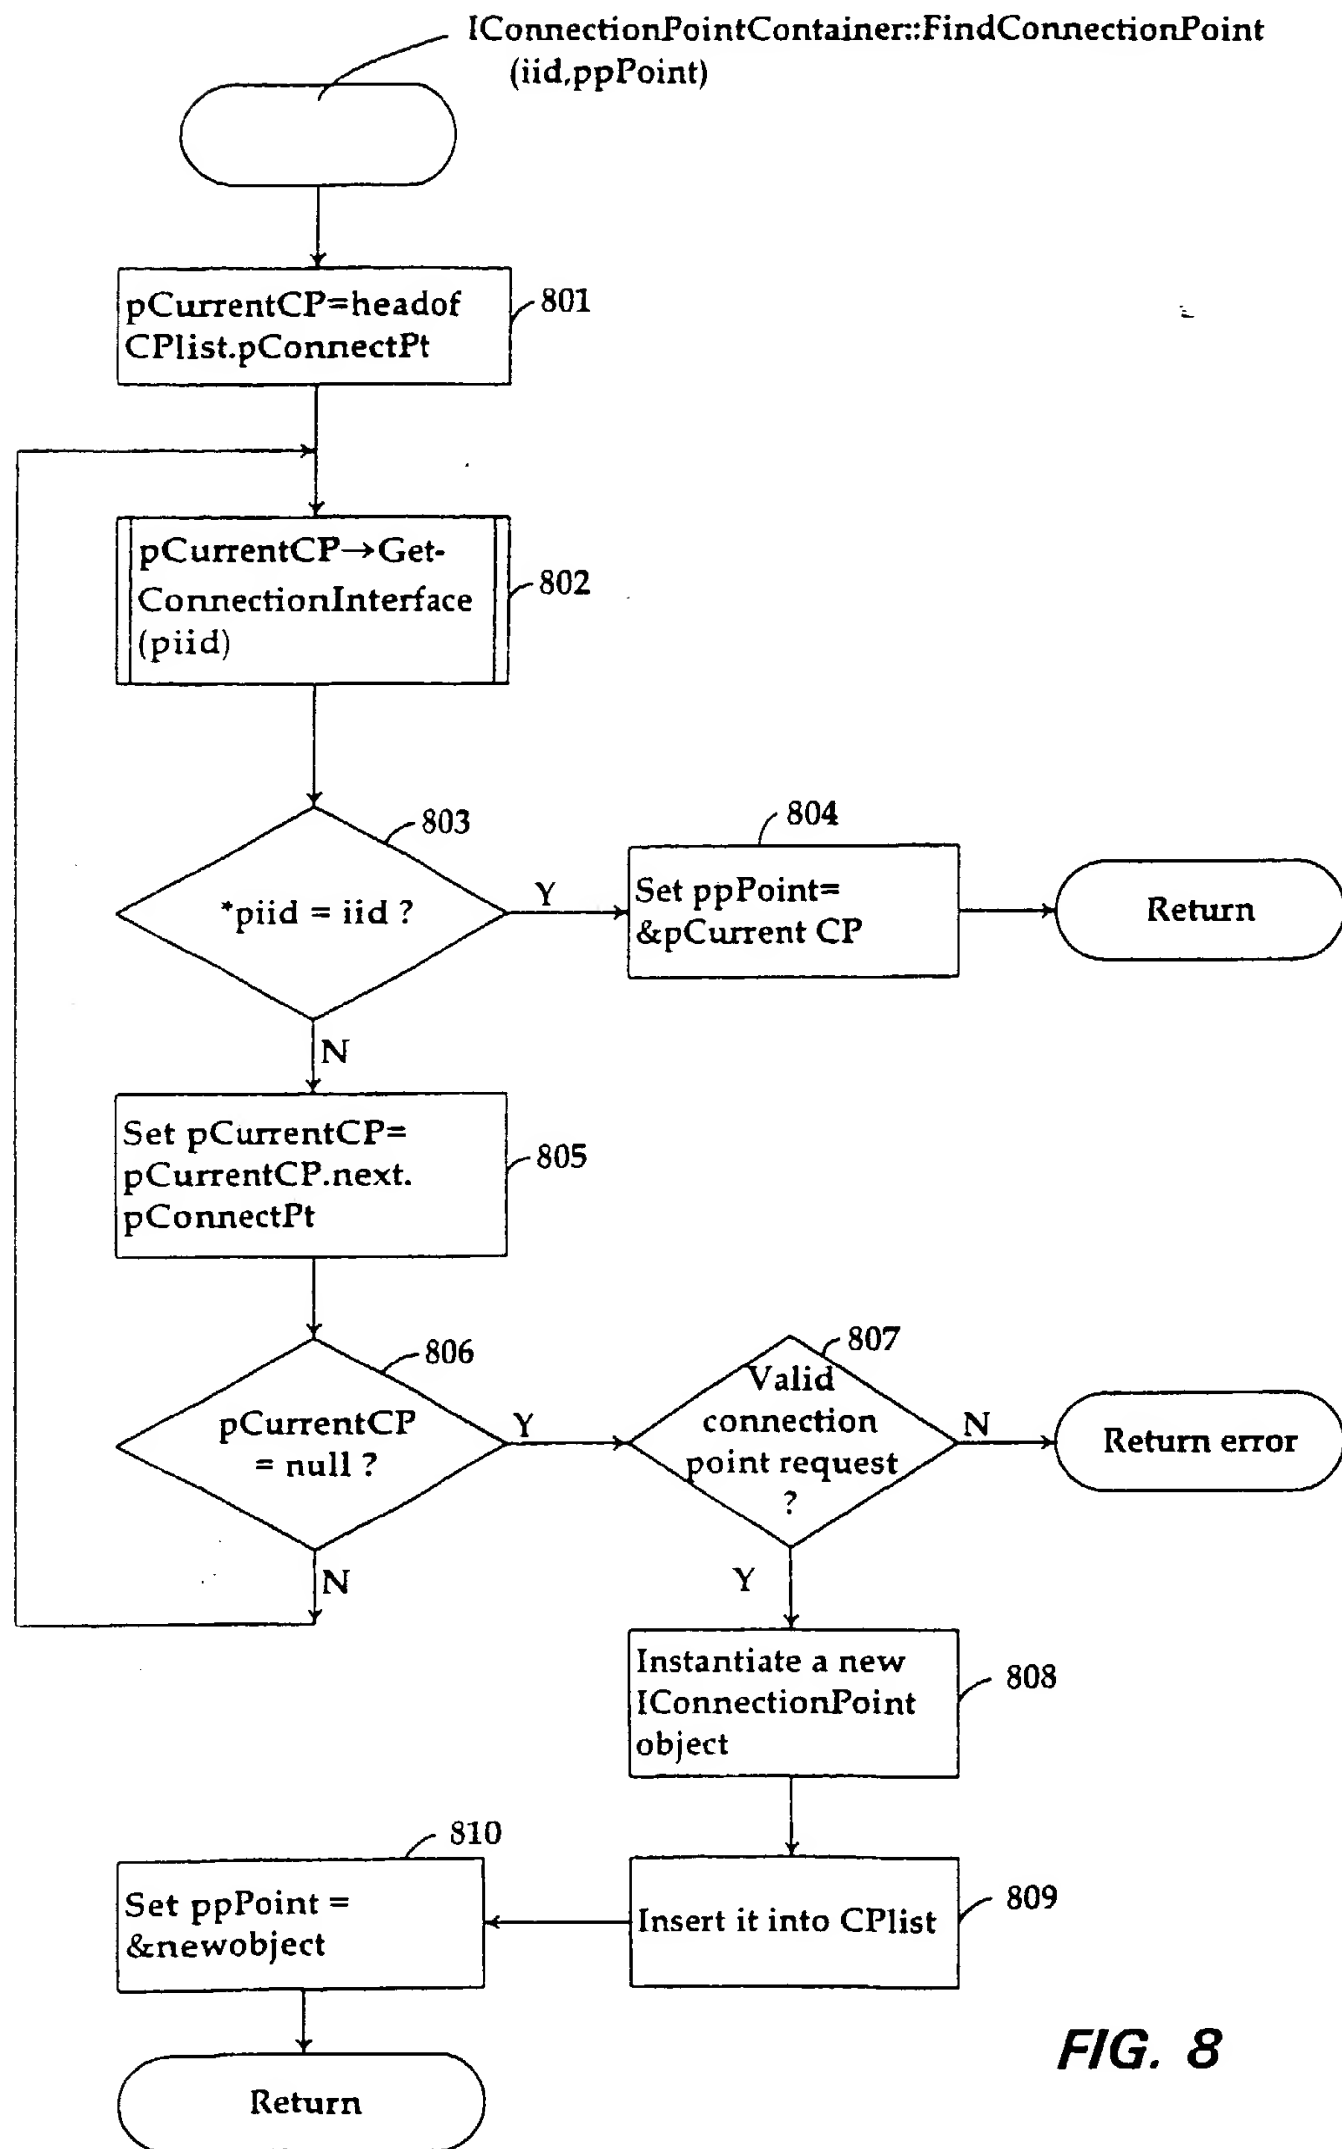 IConnectionPointContainer::FindConnectionPoint
(iid,ppPoint)
pCurrentCP=headof
CPlist.pConnectPt
801
pCurrentCP→Get-
ConnectionInterface
(piid)
802
803
*piid = iid ?
Y
804
Set ppPoint=
&pCurrent CP
Return
N
Set pCurrentCP=
pCurrentCP.next.
pConnectPt
805
806
pCurrentCP
= null ?
Y
807
Valid
connection
point request
?
N
Return error
N
Y
Instantiate a new
IConnectionPoint
object
808
810
Set ppPoint =
&newobject
Insert it into CPlist
809
Return
FIG. 8